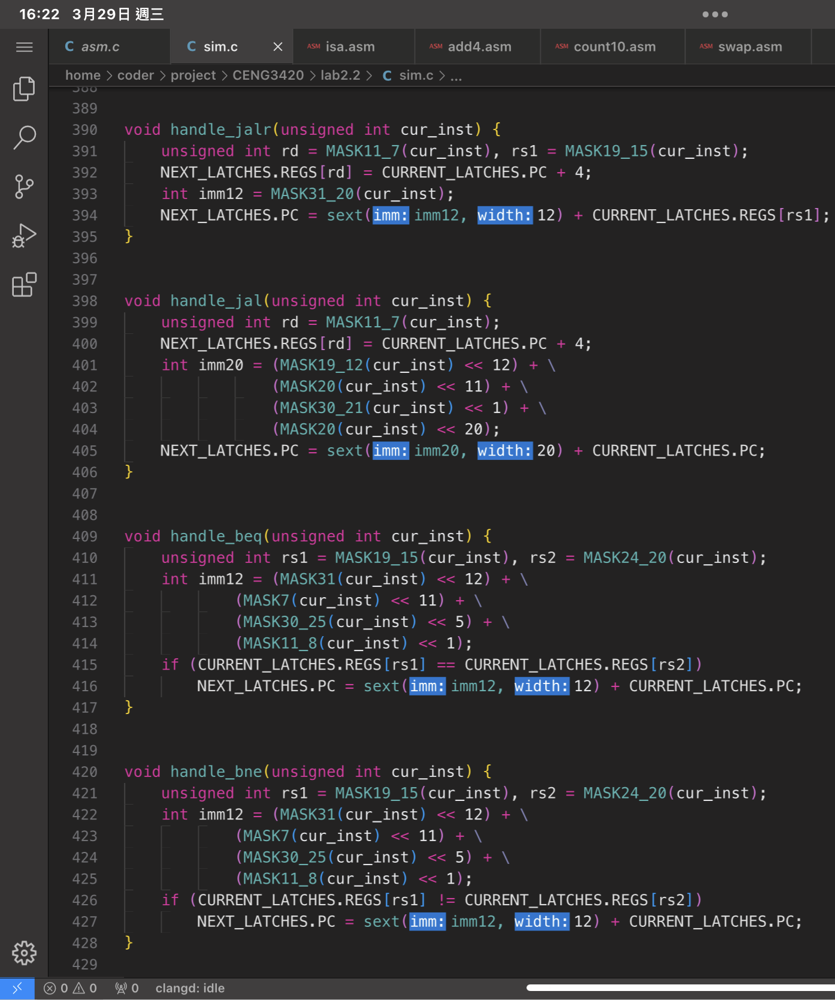 16:22 3月29日 週三
C asm.c C sim.c × ASM isa.asm ASM add4.asm ASM count10.asm ASM swap.asm
home > coder > project > CENG3420 > lab2.2 > C sim.c > ...
388
389
390 void handle_jalr(unsigned int cur_inst) {
391 unsigned int rd = MASK11_7(cur_inst), rs1 = MASK19_15(cur_inst);
392 NEXT_LATCHES.REGS[rd] = CURRENT_LATCHES.PC + 4;
393 int imm12 = MASK31_20(cur_inst);
394 NEXT_LATCHES.PC = sext(imm: imm12, width: 12) + CURRENT_LATCHES.REGS[rs1];
395 }
396
397
398 void handle_jal(unsigned int cur_inst) {
399 unsigned int rd = MASK11_7(cur_inst);
400 NEXT_LATCHES.REGS[rd] = CURRENT_LATCHES.PC + 4;
401 int imm20 = (MASK19_12(cur_inst) << 12) + \
402 (MASK20(cur_inst) << 11) + \
403 (MASK30_21(cur_inst) << 1) + \
404 (MASK20(cur_inst) << 20);
405 NEXT_LATCHES.PC = sext(imm: imm20, width: 20) + CURRENT_LATCHES.PC;
406 }
407
408
409 void handle_beq(unsigned int cur_inst) {
410 unsigned int rs1 = MASK19_15(cur_inst), rs2 = MASK24_20(cur_inst);
411 int imm12 = (MASK31(cur_inst) << 12) + \
412 (MASK7(cur_inst) << 11) + \
413 (MASK30_25(cur_inst) << 5) + \
414 (MASK11_8(cur_inst) << 1);
415 if (CURRENT_LATCHES.REGS[rs1] == CURRENT_LATCHES.REGS[rs2])
416 NEXT_LATCHES.PC = sext(imm: imm12, width: 12) + CURRENT_LATCHES.PC;
417 }
418
419
420 void handle_bne(unsigned int cur_inst) {
421 unsigned int rs1 = MASK19_15(cur_inst), rs2 = MASK24_20(cur_inst);
422 int imm12 = (MASK31(cur_inst) << 12) + \
423 (MASK7(cur_inst) << 11) + \
424 (MASK30_25(cur_inst) << 5) + \
425 (MASK11_8(cur_inst) << 1);
426 if (CURRENT_LATCHES.REGS[rs1] != CURRENT_LATCHES.REGS[rs2])
427 NEXT_LATCHES.PC = sext(imm: imm12, width: 12) + CURRENT_LATCHES.PC;
428 }
429
0 0 0 clangd: idle